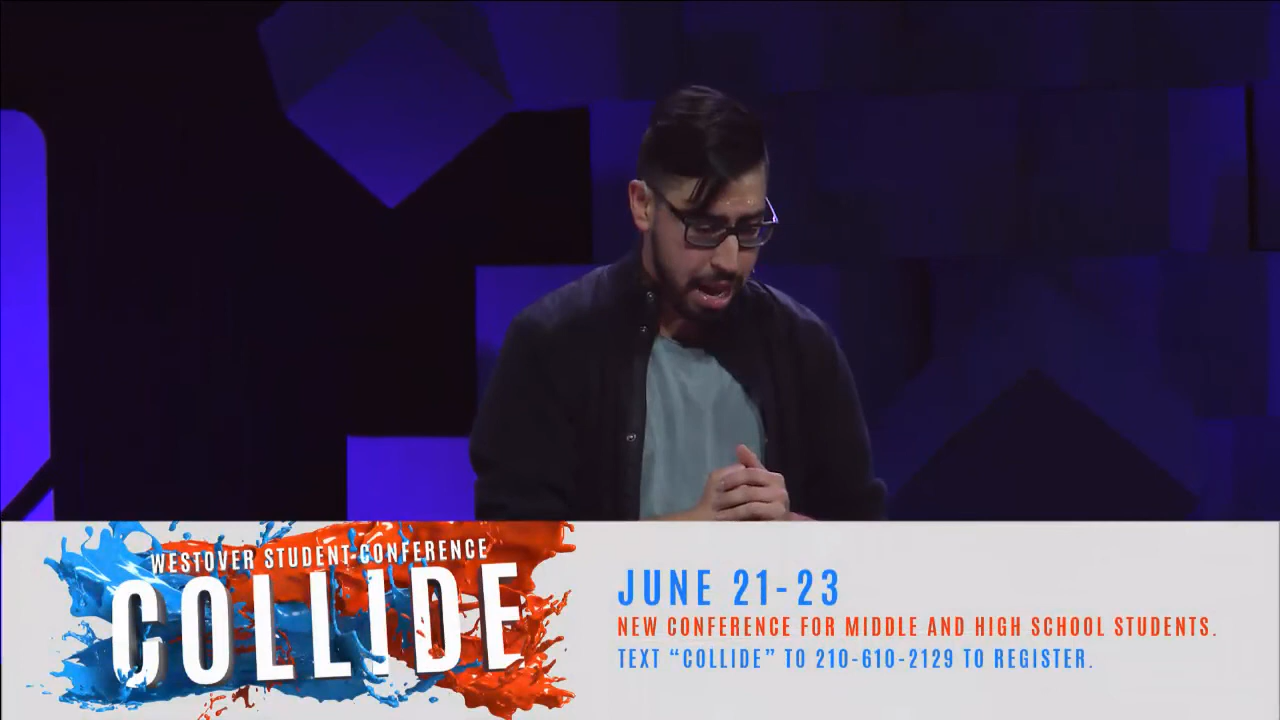 WESTOVER STUDENT CONFERENCE
COLLIDE
JUNE 21-23
NEW CONFERENCE FOR MIDDLE AND HIGH SCHOOL STUDENTS.
TEXT “COLLIDE” TO 210-610-2129 TO REGISTER.